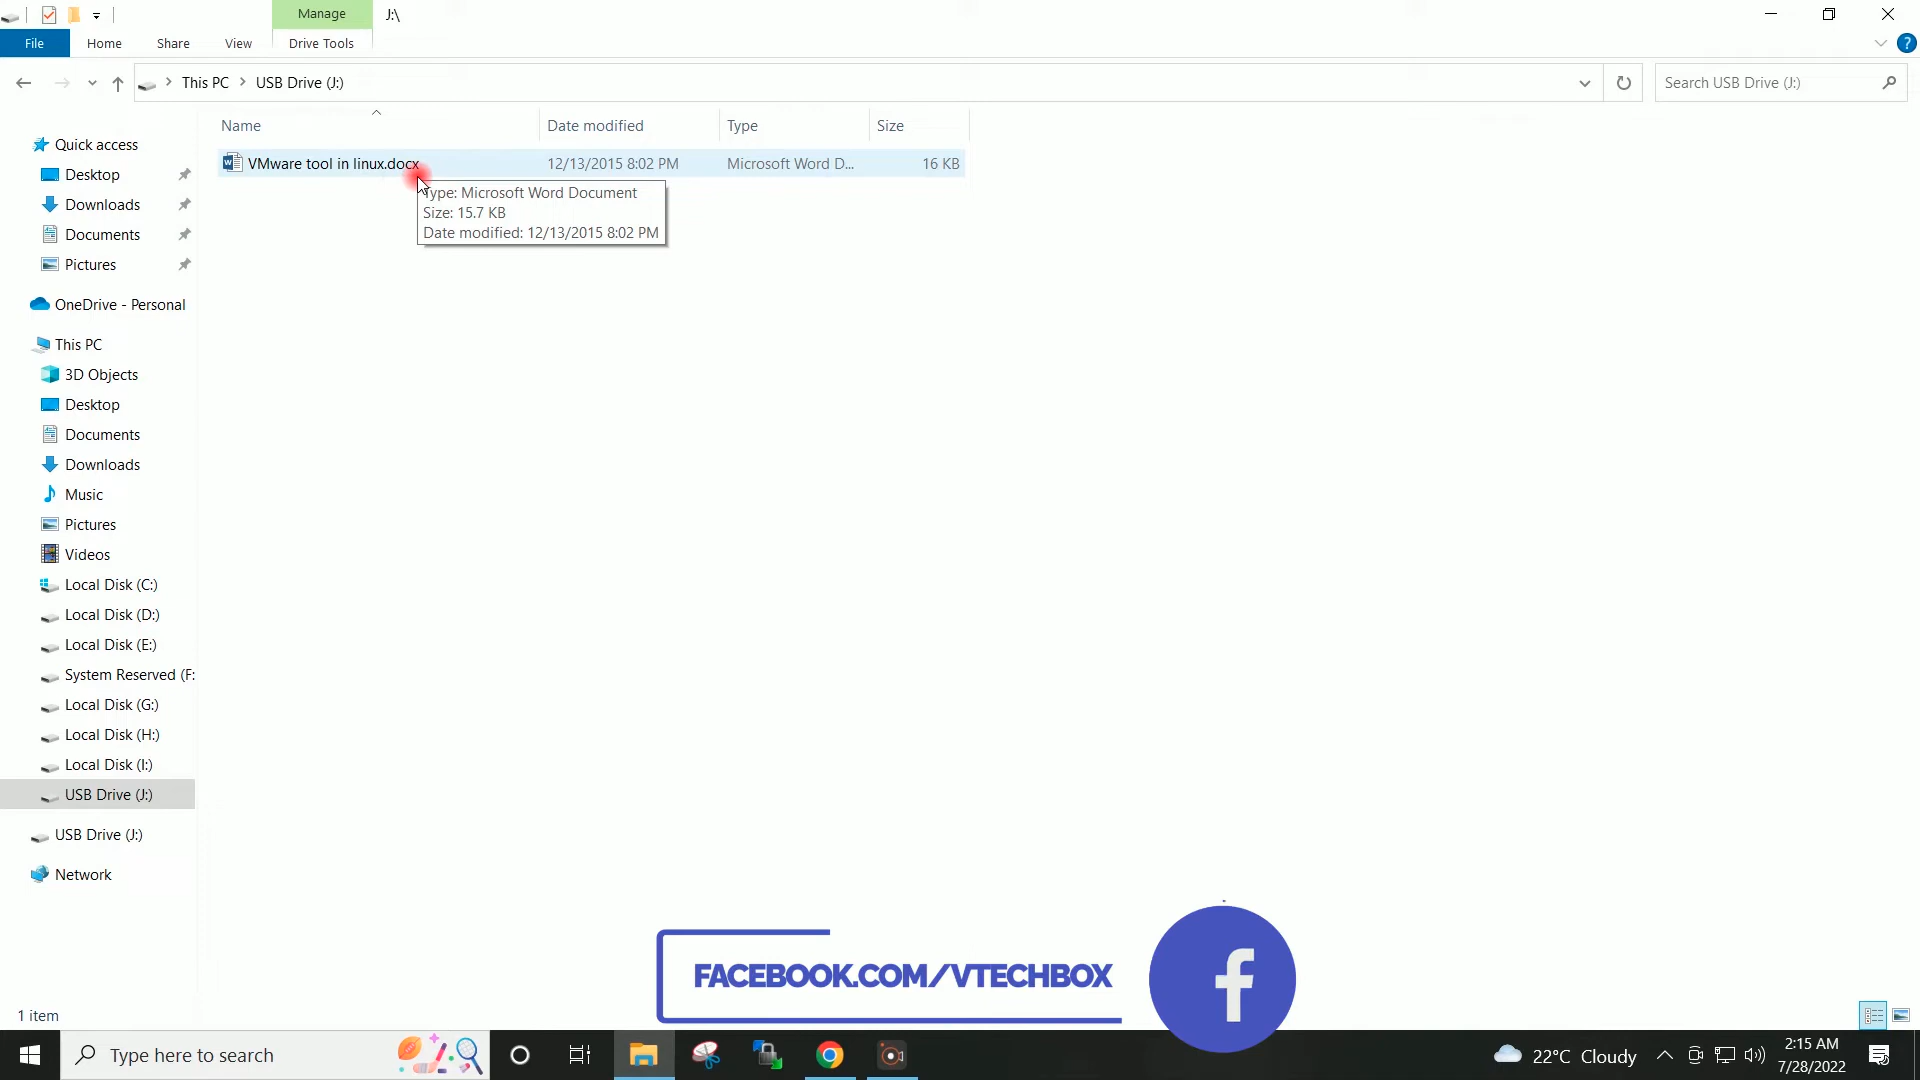 Manage
J:\
File
Home
Share
View
Drive Tools
?
This PC
USB Drive (J:)
Search USB Drive (J:)
Name
Date modified
Type
Size
VMware tool in linux.docx
12/13/2015 8:02 PM
Microsoft Word D...
16 KB
Type: Microsoft Word Document
Size: 15.7 KB
Date modified: 12/13/2015 8:02 PM
Quick access
Desktop
Downloads
Documents
Pictures
OneDrive - Personal
This PC
3D Objects
Desktop
Documents
Downloads
Music
Pictures
Videos
Local Disk (C:)
Local Disk (D:)
Local Disk (E:)
System Reserved (F:
Local Disk (G:)
Local Disk (H:)
Local Disk (I:)
USB Drive (J:)
USB Drive (J:)
Network
FACEBOOK.COM/VTECHBOX
f
1 item
Type here to search
22°C Cloudy
2:15 AM
7/28/2022